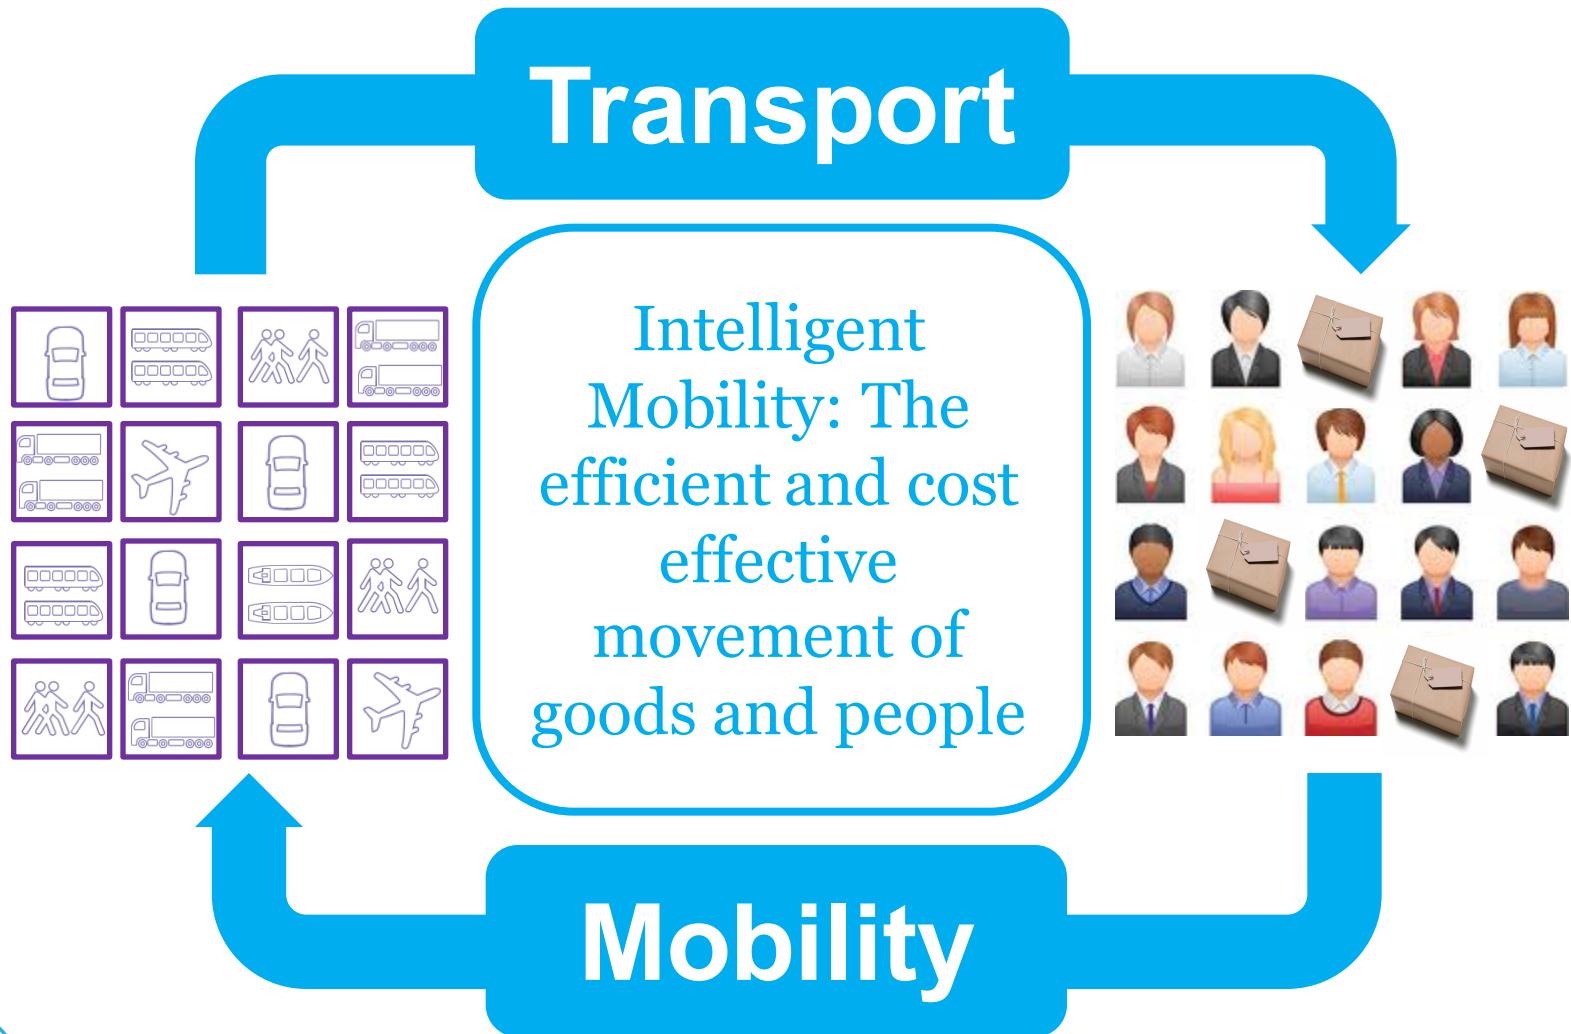 Transport
Intelligent
Mobility: The
efficient and cost
effective
movement of
goods and people
Mobility